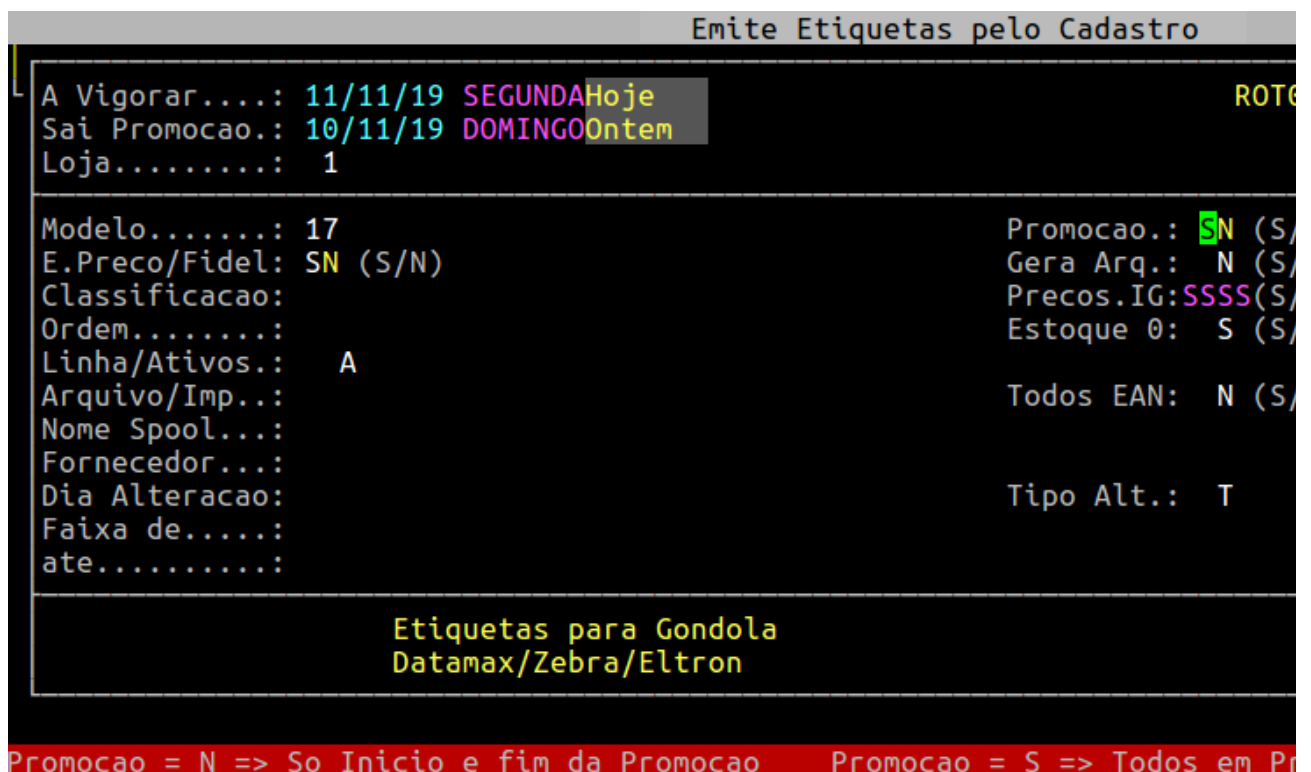 Emite Etiquetas pelo Cadastro
A Vigorar....: 11/11/19 SEGUNDAHoje
Sai Promocao.: 10/11/19 DOMINGOOntem
Loja.........: 1
Modelo.......: 17 Promocao.: SN (S/
E.Preco/Fidel: SN (S/N) Gera Arq.: N (S/
Classificacao: Precos.IG:SSSS(S/
Ordem........: Estoque 0: S (S/
Linha/Ativos.: A
Arquivo/Imp..: Todos EAN: N (S/
Nome Spool...:
Fornecedor...:
Dia Alteracao: Tipo Alt.: T
Faixa de.....:
ate..........:
Etiquetas para Gondola
Datamax/Zebra/Eltron
Promocao = N => So Inicio e fim da Promocao Promocao = S => Todos em